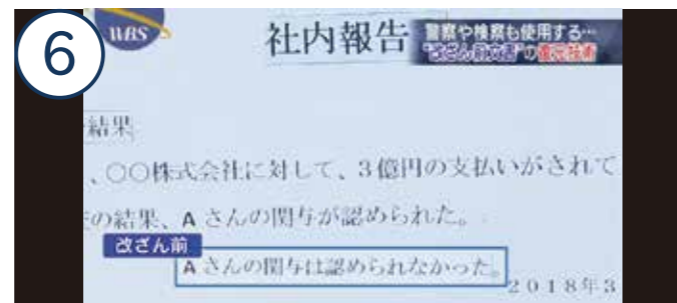 6
WBS
社内報告
警察や検察も使用する…
“改ざん前文書”の復元技術
結果
、〇〇株式会社に対して、3億円の支払いがされて
の結果、Aさんの関与が認められた。
改ざん前
Aさんの関与は認められなかった。
2018年3